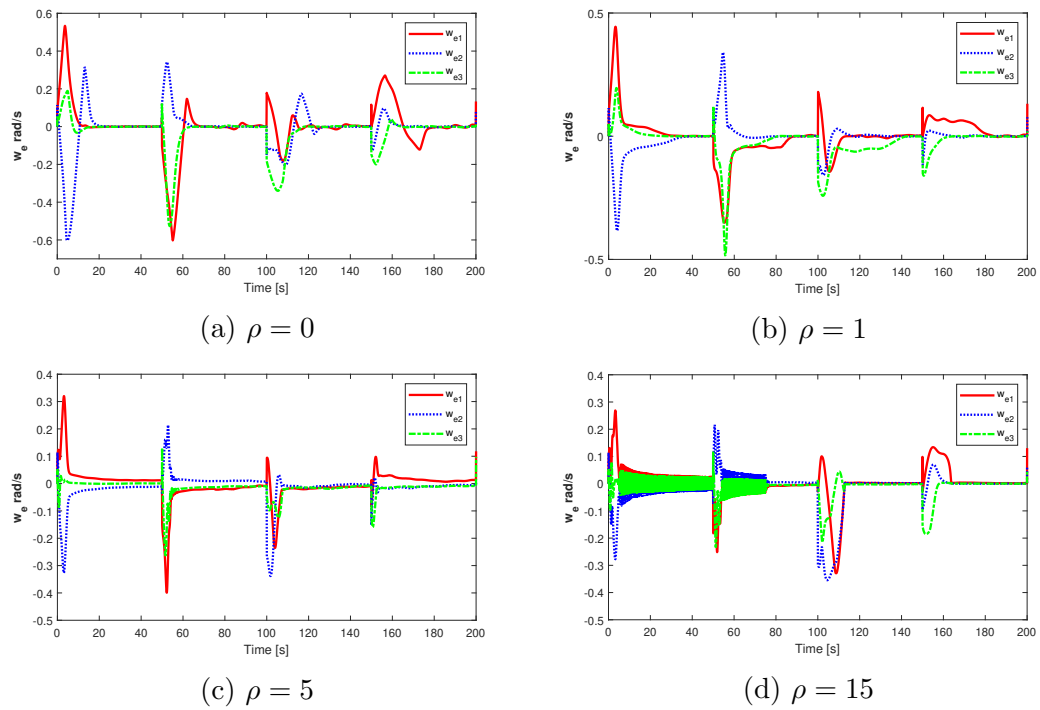 0.6
0.4
0.2
0
-0.2
-0.4
-0.6
w_e rad/s
0 20 40 60 80 100 120 140 160 180 200
Time [s]
w_e1
w_e2
w_e3
(a) ρ = 0
0.5
0
-0.5
w_e rad/s
0 20 40 60 80 100 120 140 160 180 200
Time [s]
w_e1
w_e2
w_e3
(b) ρ = 1
0.4
0.3
0.2
0.1
0
-0.1
-0.2
-0.3
-0.4
-0.5
w_e rad/s
0 20 40 60 80 100 120 140 160 180 200
Time [s]
w_e1
w_e2
w_e3
(c) ρ = 5
0.4
0.3
0.2
0.1
0
-0.1
-0.2
-0.3
-0.4
-0.5
w_e rad/s
0 20 40 60 80 100 120 140 160 180 200
Time [s]
w_e1
w_e2
w_e3
(d) ρ = 15